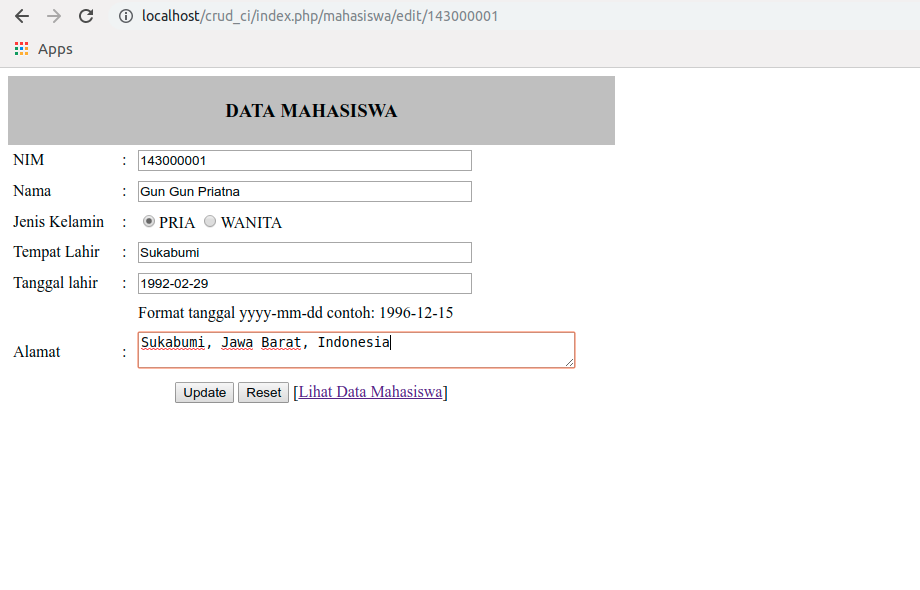 localhost/crud_ci/index.php/mahasiswa/edit/143000001
Apps
DATA MAHASISWA
NIM : 143000001
Nama : Gun Gun Priatna
Jenis Kelamin : PRIA WANITA
Tempat Lahir : Sukabumi
Tanggal lahir : 1992-02-29
Format tanggal yyyy-mm-dd contoh: 1996-12-15
Alamat : Sukabumi, Jawa Barat, Indonesia
Update Reset [Lihat Data Mahasiswa]